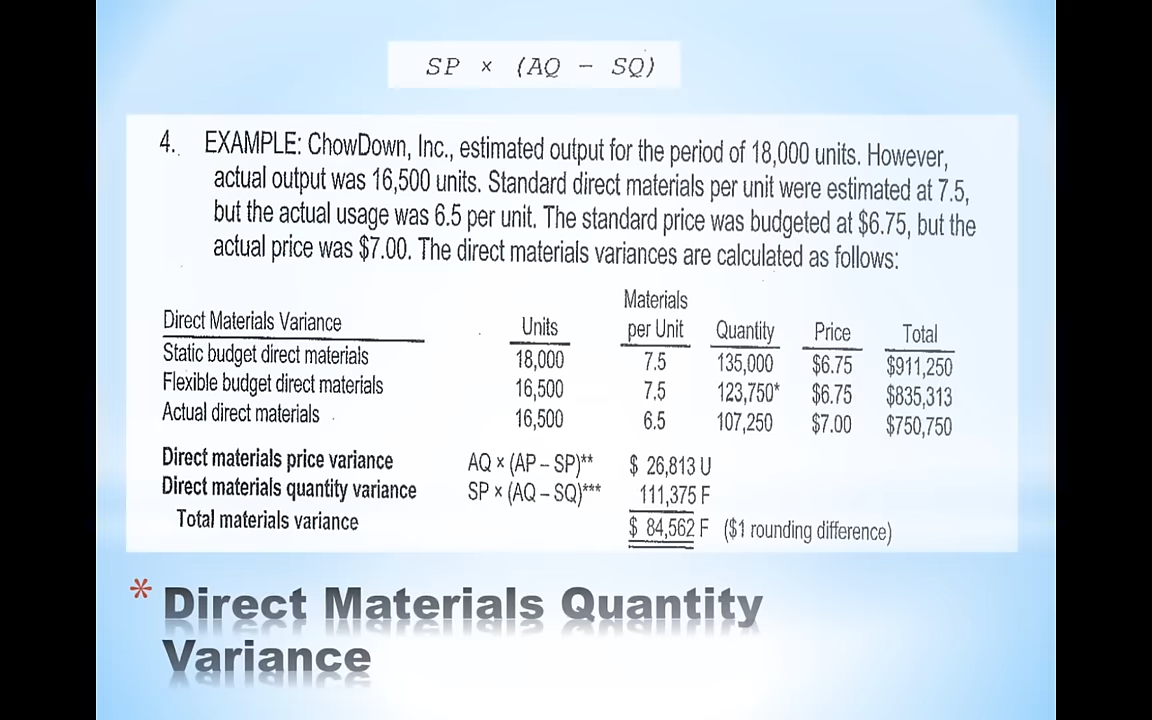 SP × (AQ − SQ)
4. EXAMPLE: ChowDown, Inc., estimated output for the period of 18,000 units. However,
actual output was 16,500 units. Standard direct materials per unit were estimated at 7.5,
but the actual usage was 6.5 per unit. The standard price was budgeted at $6.75, but the
actual price was $7.00. The direct materials variances are calculated as follows:
Materials
Direct Materials Variance Units per Unit Quantity Price Total
Static budget direct materials 18,000 7.5 135,000 $6.75 $911,250
Flexible budget direct materials 16,500 7.5 123,750* $6.75 $835,313
Actual direct materials 16,500 6.5 107,250 $7.00 $750,750
Direct materials price variance AQ × (AP – SP)** $ 26,813 U
Direct materials quantity variance SP × (AQ – SQ)*** 111,375 F
Total materials variance $ 84,562 F ($1 rounding difference)
* Direct Materials Quantity
Variance